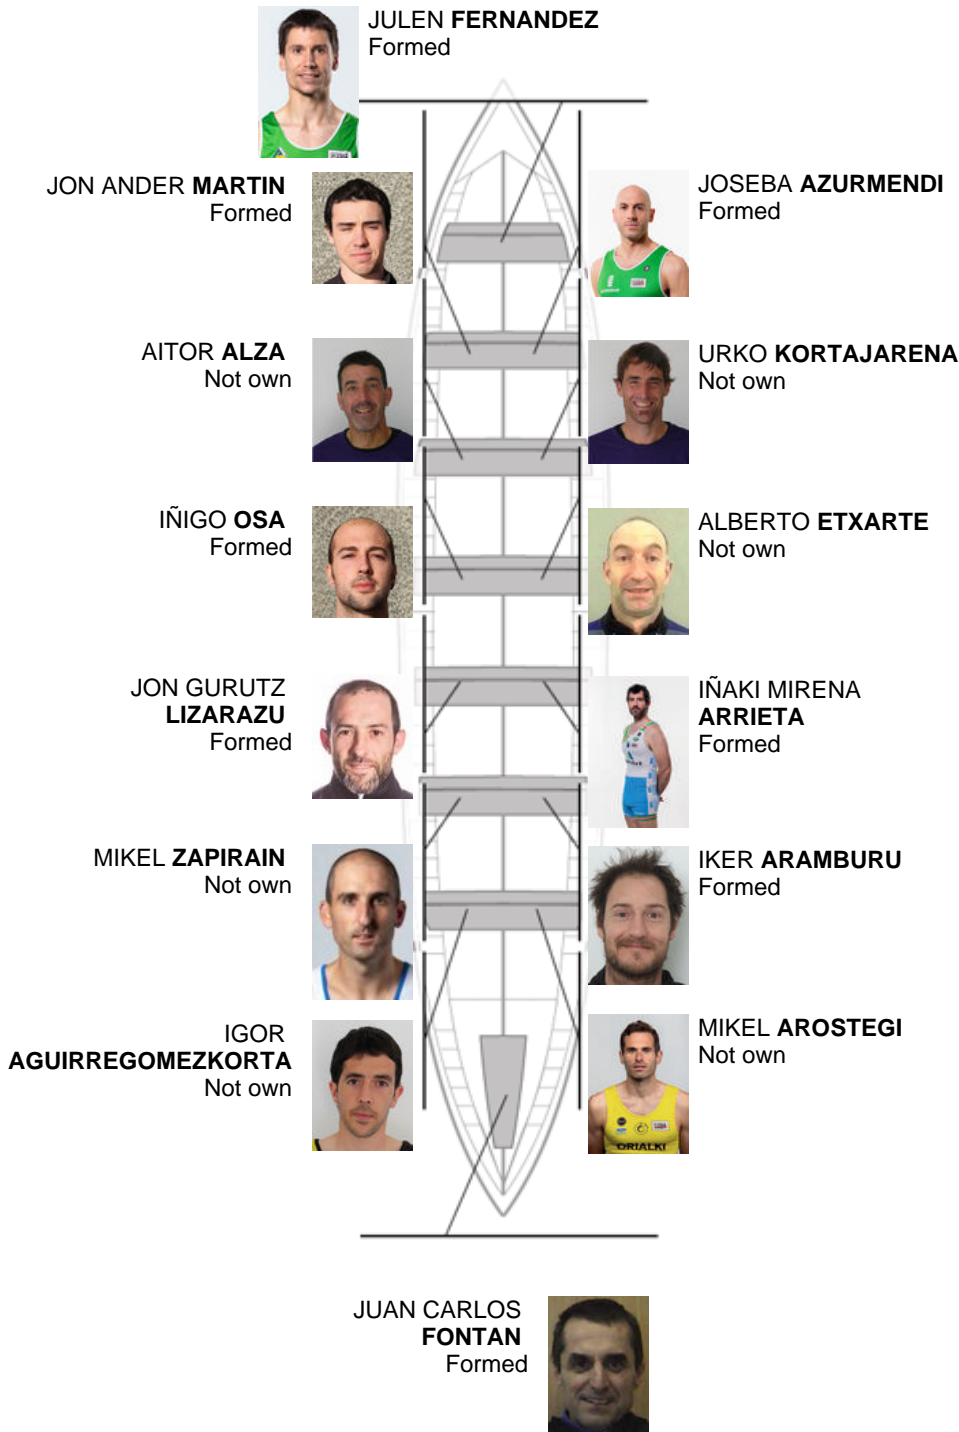 JULEN FERNANDEZ
Formed
JON ANDER MARTIN
Formed
JOSEBA AZURMENDI
Formed
AITOR ALZA
Not own
URKO KORTAJARENA
Not own
IÑIGO OSA
Formed
ALBERTO ETXARTE
Not own
JON GURUTZ
LIZARAZU
Formed
IÑAKI MIRENA
ARRIETA
Formed
MIKEL ZAPIRAIN
Not own
IKER ARAMBURU
Formed
IGOR
AGUIRREGOMEZKORTA
Not own
MIKEL AROSTEGI
Not own
ORIALKI
JUAN CARLOS
FONTAN
Formed